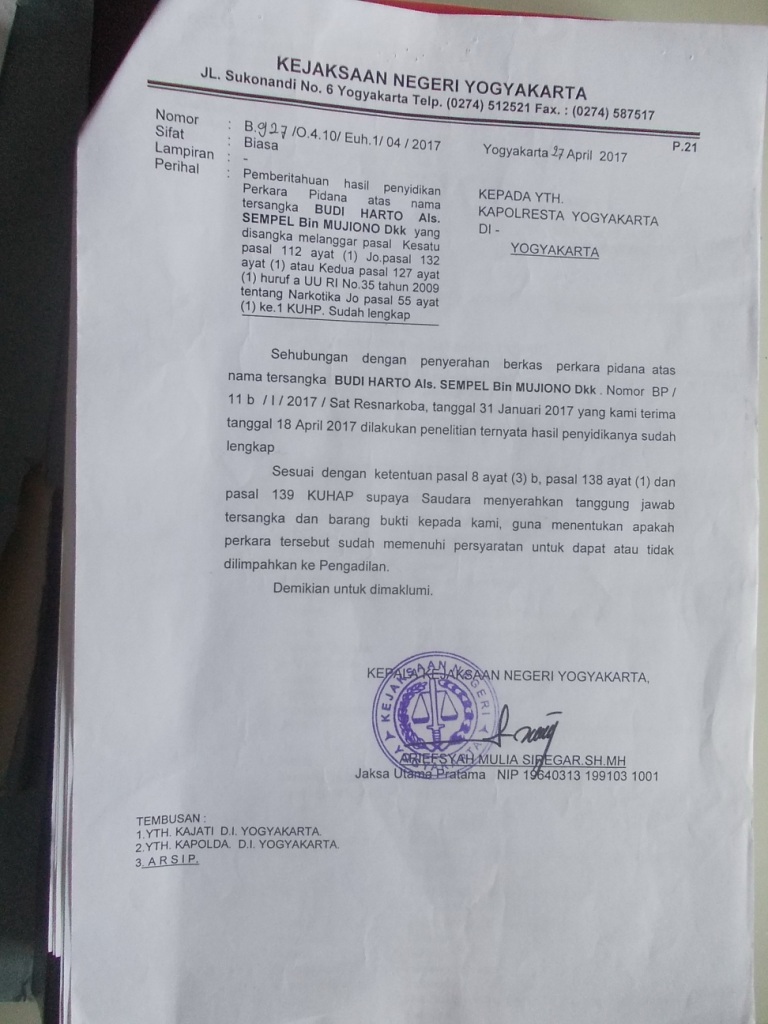 KEJAKSAAN NEGERI YOGYAKARTA
JL. Sukonandi No. 6 Yogyakarta Telp. (0274) 512521 Fax. : (0274) 587517
P.21
Nomor : B.927 /O.4.10/ Euh.1/ 04 / 2017
Sifat : Biasa
Lampiran : -
Perihal : Pemberitahuan hasil penyidikan
Perkara Pidana atas nama
tersangka BUDI HARTO Als.
SEMPEL Bin MUJIONO Dkk yang
disangka melanggar pasal Kesatu
pasal 112 ayat (1) Jo.pasal 132
ayat (1) atau Kedua pasal 127 ayat
(1) huruf a UU RI No.35 tahun 2009
tentang Narkotika Jo pasal 55 ayat
(1) ke.1 KUHP. Sudah lengkap
Yogyakarta 27 April 2017
KEPADA YTH.
KAPOLRESTA YOGYAKARTA
DI -
YOGYAKARTA
Sehubungan dengan penyerahan berkas perkara pidana atas
nama tersangka BUDI HARTO Als. SEMPEL Bin MUJIONO Dkk . Nomor BP /
11 b / I / 2017 / Sat Resnarkoba, tanggal 31 Januari 2017 yang kami terima
tanggal 18 April 2017 dilakukan penelitian ternyata hasil penyidikanya sudah
lengkap
Sesuai dengan ketentuan pasal 8 ayat (3) b, pasal 138 ayat (1) dan
pasal 139 KUHAP supaya Saudara menyerahkan tanggung jawab
tersangka dan barang bukti kepada kami, guna menentukan apakah
perkara tersebut sudah memenuhi persyaratan untuk dapat atau tidak
dilimpahkan ke Pengadilan.
Demikian untuk dimaklumi.
KEPALA KEJAKSAAN NEGERI YOGYAKARTA,
KEJAKSAAN NEGERI
YOGYAKARTA
ARIEFSYAH MULIA SIREGAR.SH.MH
Jaksa Utama Pratama NIP 19640313 199103 1001
TEMBUSAN :
1.YTH. KAJATI D.I. YOGYAKARTA.
2.YTH. KAPOLDA. D.I. YOGYAKARTA.
3. A R S I P.